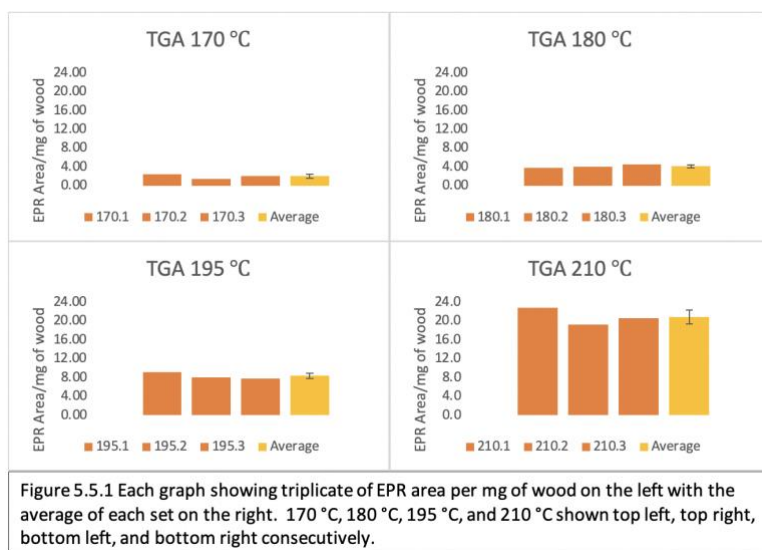 TGA 170 °C
EPR Area/mg of wood
24.00
20.00
16.00
12.00
8.00
4.00
0.00
170.1 170.2 170.3 Average
TGA 180 °C
EPR Area/mg of wood
24.00
20.00
16.00
12.00
8.00
4.00
0.00
180.1 180.2 180.3 Average
TGA 195 °C
EPR Area/mg of wood
24.00
20.00
16.00
12.00
8.00
4.00
0.00
195.1 195.2 195.3 Average
TGA 210 °C
EPR Area/mg of wood
24.0
20.0
16.0
12.0
8.0
4.0
0.0
210.1 210.2 210.3 Average
Figure 5.5.1 Each graph showing triplicate of EPR area per mg of wood on the left with the
average of each set on the right. 170 °C, 180 °C, 195 °C, and 210 °C shown top left, top right,
bottom left, and bottom right consecutively.